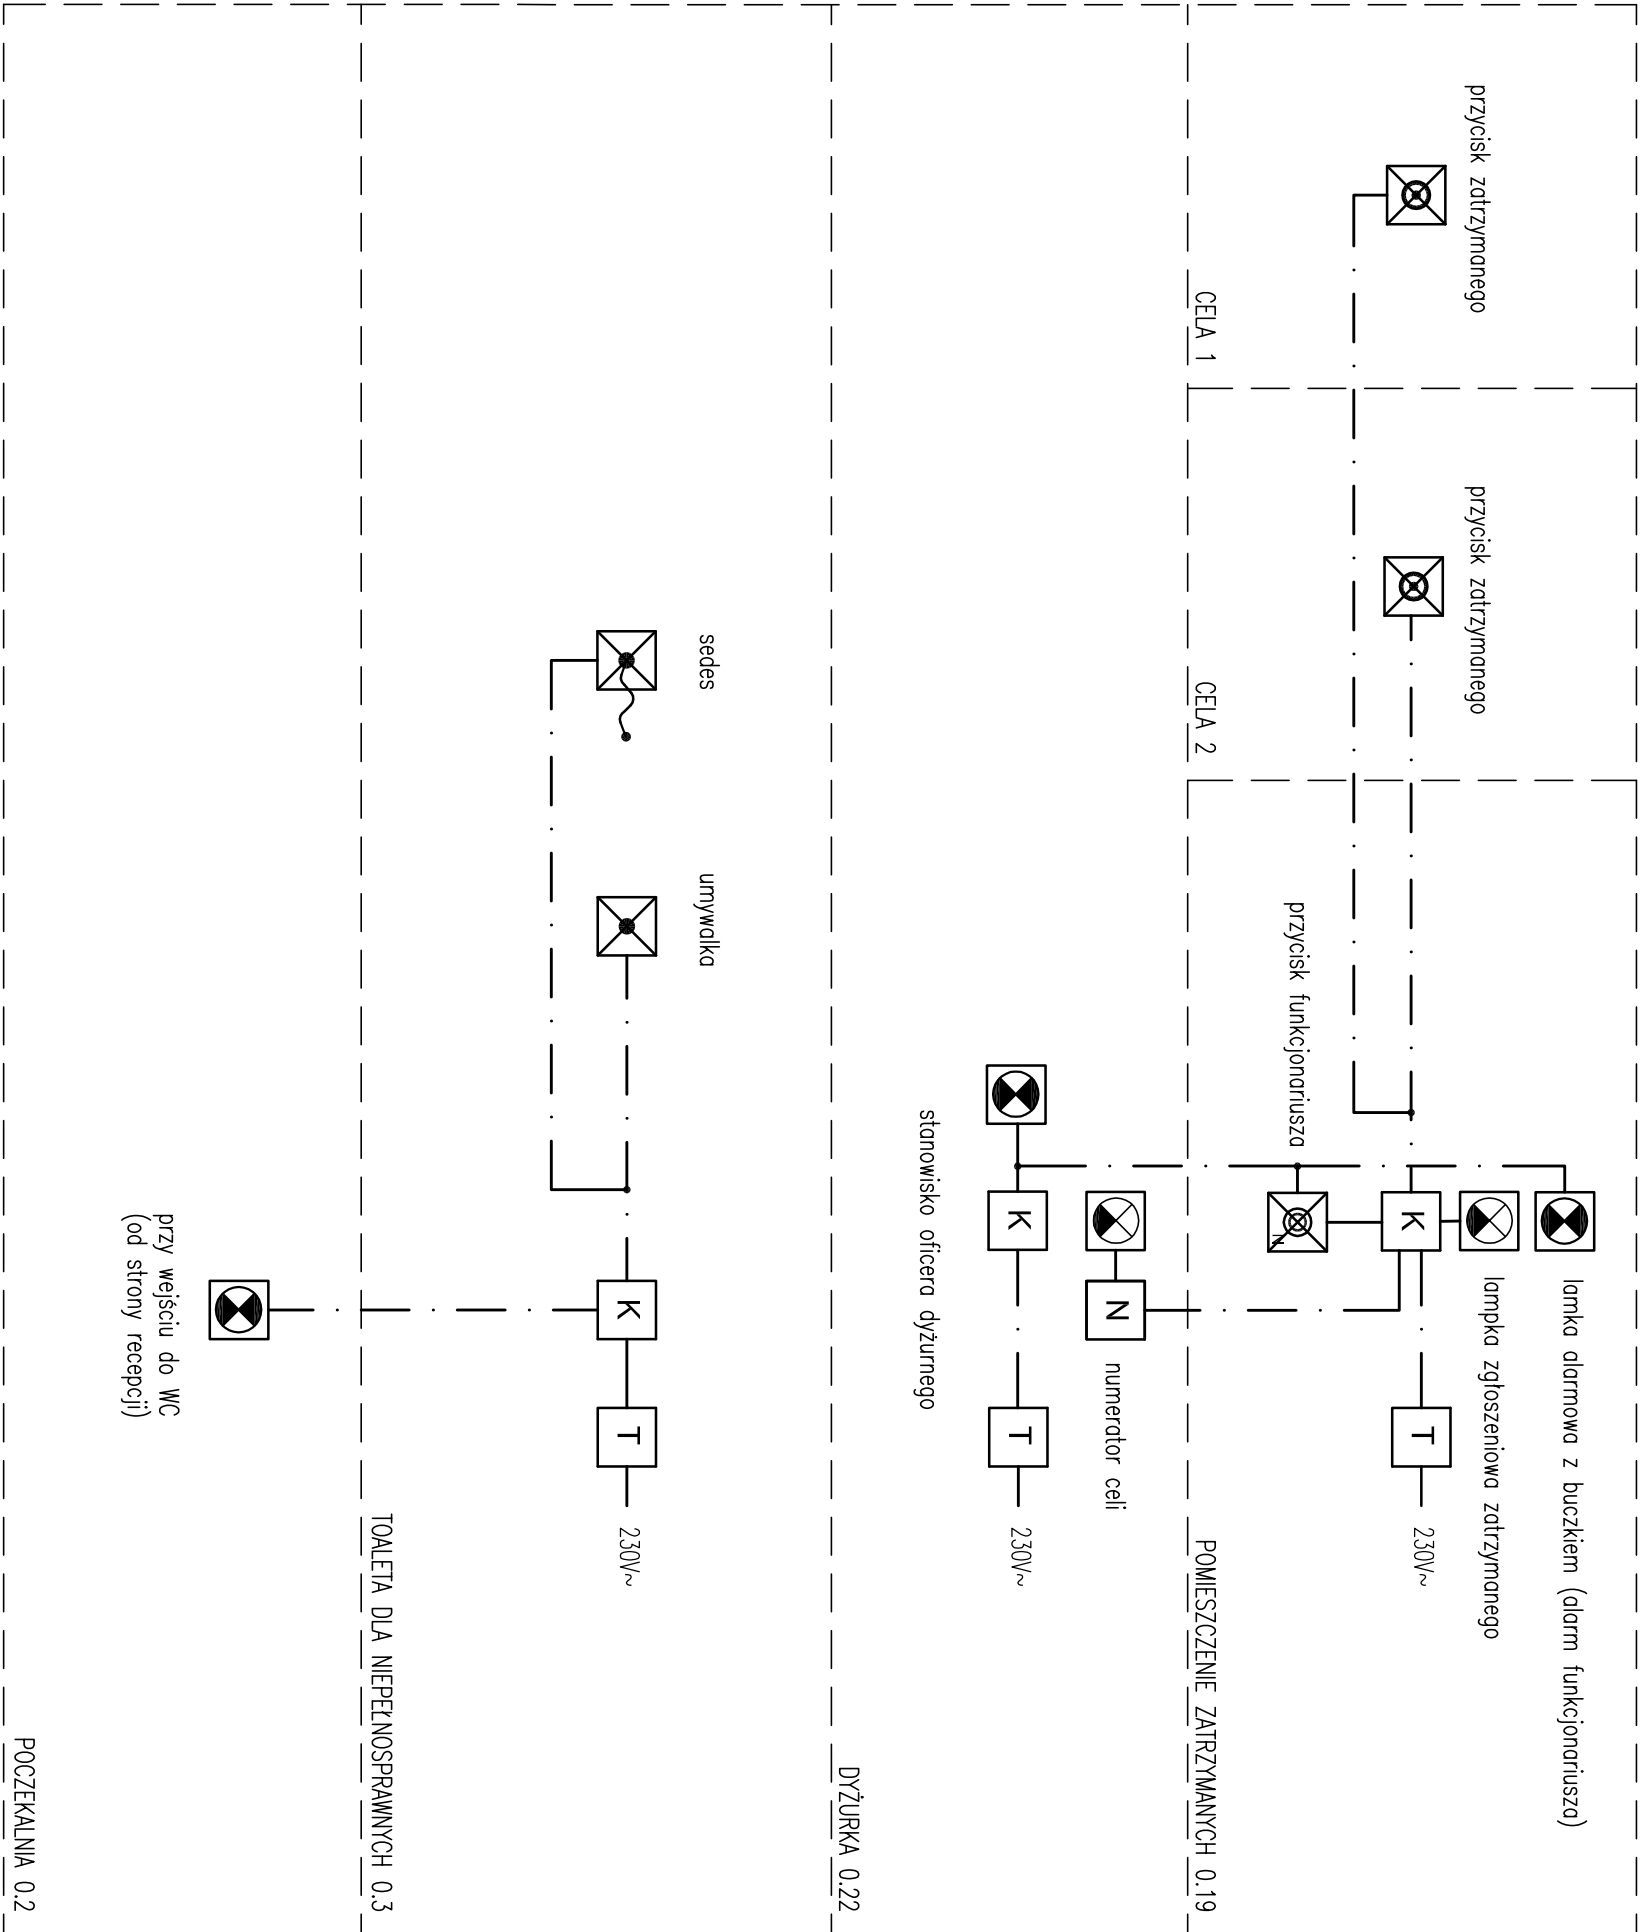 lamka alarmowa z buczkiem (alarm funkcjonariusza)
lampka zgłoszeniowa zatrzymanego
przycisk zatrzymanego
przycisk zatrzymanego
K
T
230V~
przycisk funkcjonariusza
CELA 1
CELA 2
POMIESZCZENIE ZATRZYMANYCH 0.19
N
numerator celi
K
T
230V~
stanowisko oficera dyżurnego
DYŻURKA 0.22
sedes
umywalka
K
T
230V~
TOALETA DLA NIEPEŁNOSPRAWNYCH 0.3
przy wejściu do WC
(od strony recepcji)
POCZEKALNIA 0.2